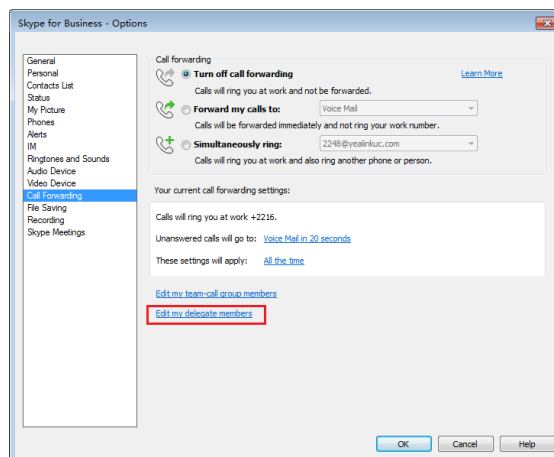 Skype for Business - Options
General
Personal
Contacts List
Status
My Picture
Phones
Alerts
IM
Ringtones and Sounds
Audio Device
Video Device
Call Forwarding
File Saving
Recording
Skype Meetings
Call forwarding
Turn off call forwarding Learn More
Calls will ring you at work and not be forwarded.
Forward my calls to: Voice Mail
Calls will be forwarded immediately and not ring your work number.
Simultaneously ring: 2248@yealinkuc.com
Calls will ring you at work and also ring another phone or person.
Your current call forwarding settings:
Calls will ring you at work +2216.
Unanswered calls will go to: Voice Mail in 20 seconds
These settings will apply: All the time
Edit my team-call group members
Edit my delegate members
OK Cancel Help